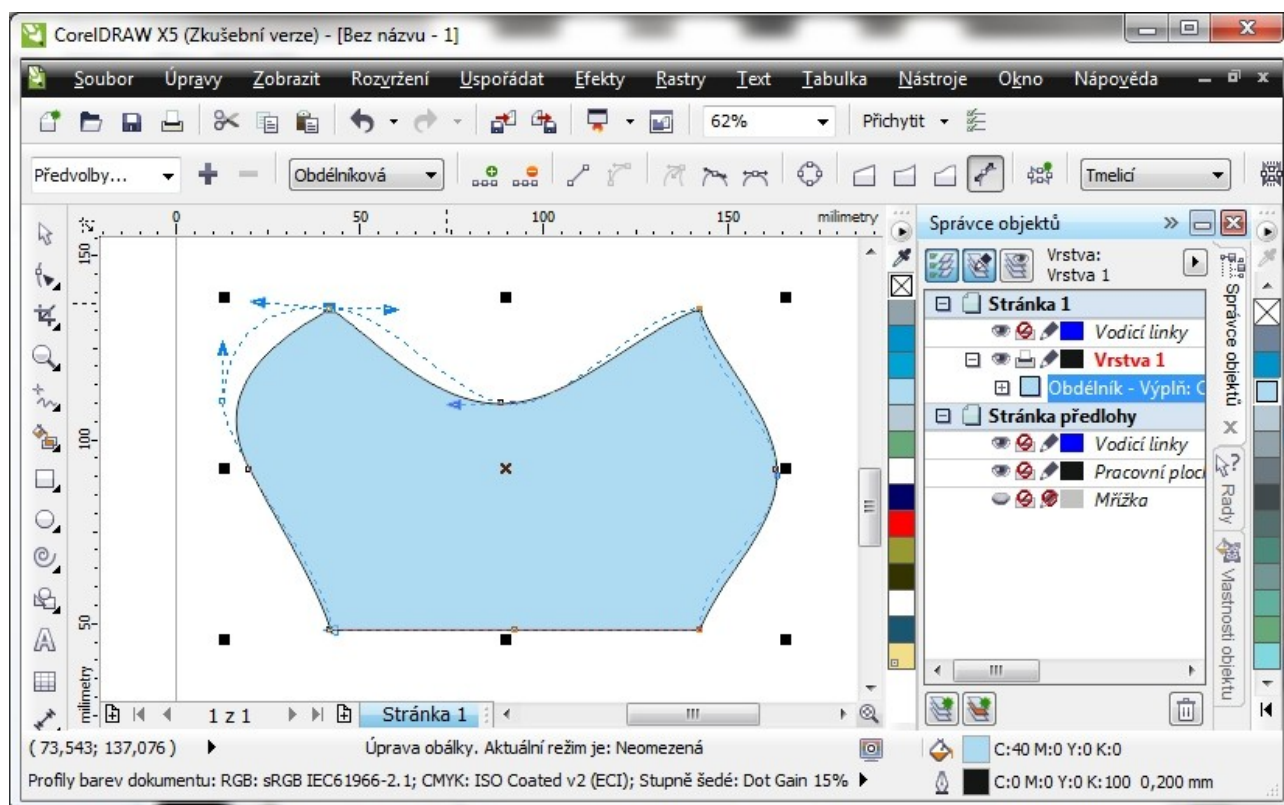 CorelDRAW X5 (Zkušební verze) - [Bez názvu - 1]
Soubor Úpravy Zobrazit Rozvržení Uspořádat Efekty Rastry Text Tabulka Nástroje Okno Nápověda
62% Přichytit
Předvolby... Obdélníková Tmelicí
0 50 100 150 milimetry
150
100
50
milimetry
Správce objektů
Vrstva:
Vrstva 1
Stránka 1
Vodicí linky
Vrstva 1
Obdélník - Výplň: C
Stránka předlohy
Vodicí linky
Pracovní ploc
Mřížka
Správce objektů
Rady
Vlastnosti objektu
1 z 1 Stránka 1
( 73,543; 137,076 ) Úprava obálky. Aktuální režim je: Neomezená C:40 M:0 Y:0 K:0
Profily barev dokumentu: RGB: sRGB IEC61966-2.1; CMYK: ISO Coated v2 (ECI); Stupně šedé: Dot Gain 15% C:0 M:0 Y:0 K:100 0,200 mm